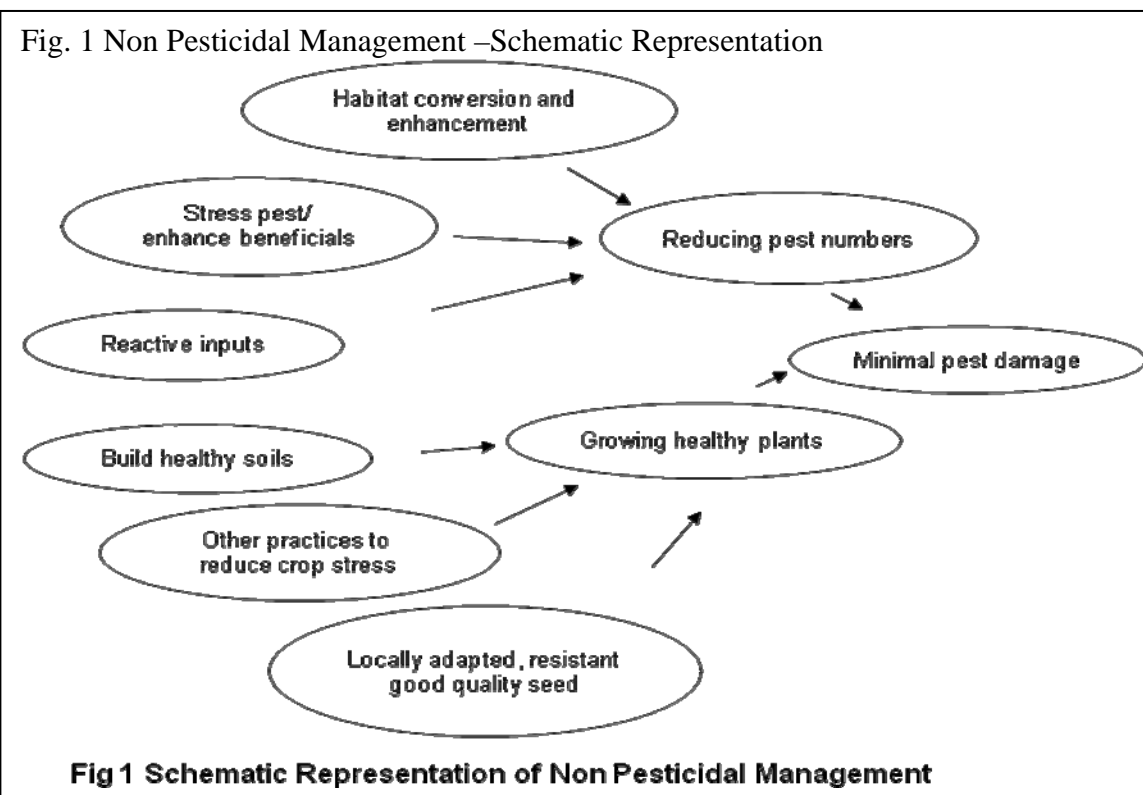 Fig. 1 Non Pesticidal Management –Schematic Representation
Habitat conversion and
enhancement
Stress pest/
enhance beneficials
Reducing pest numbers
Reactive inputs
Minimal pest damage
Growing healthy plants
Build healthy soils
Other practices to
reduce crop stress
Locally adapted, resistant
good quality seed
Fig 1 Schematic Representation of Non Pesticidal Management